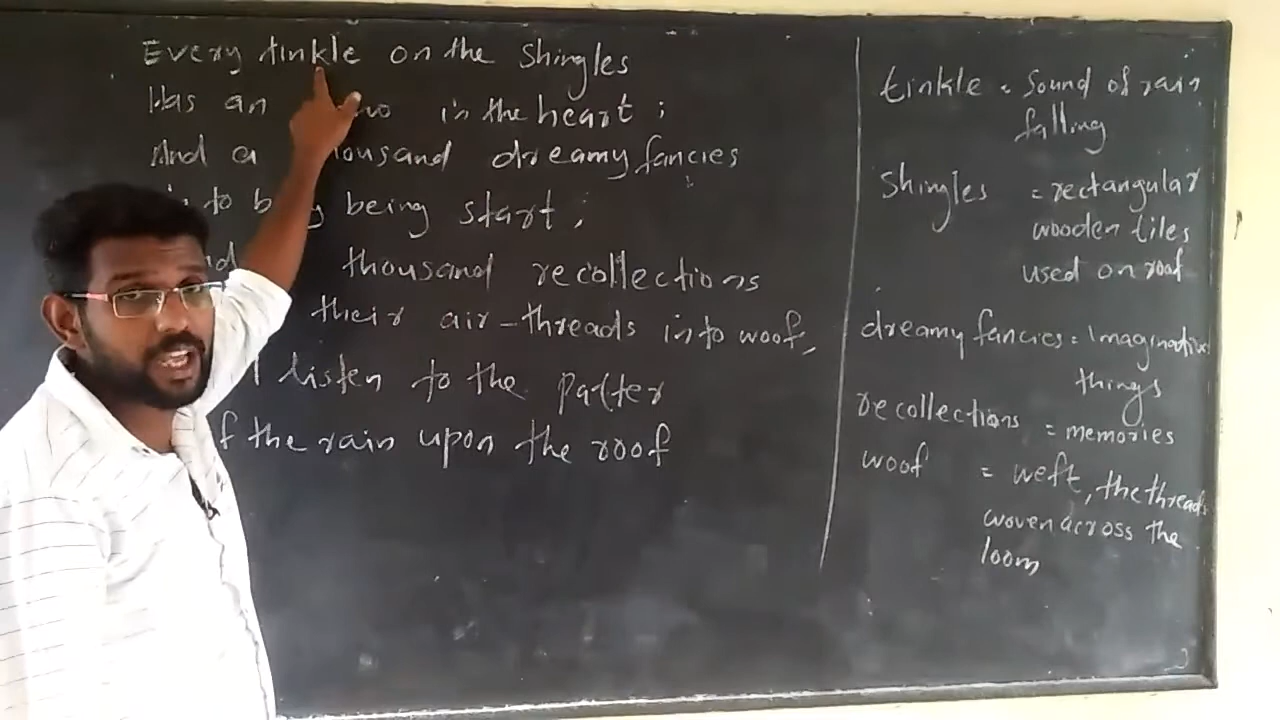 Every tinkle on the shingles
Has an in the heart ;
And a dreamy fancies
being start ;
thousand recollections
their air-threads into woof,
listen to the patter
the rain upon the roof
tinkle = sound of rain
falling
shingles = rectangular
wooden tiles
used on roof
dreamy fancies = Imaginative
things
recollections = memories
woof = weft, the threads
woven across the
loom